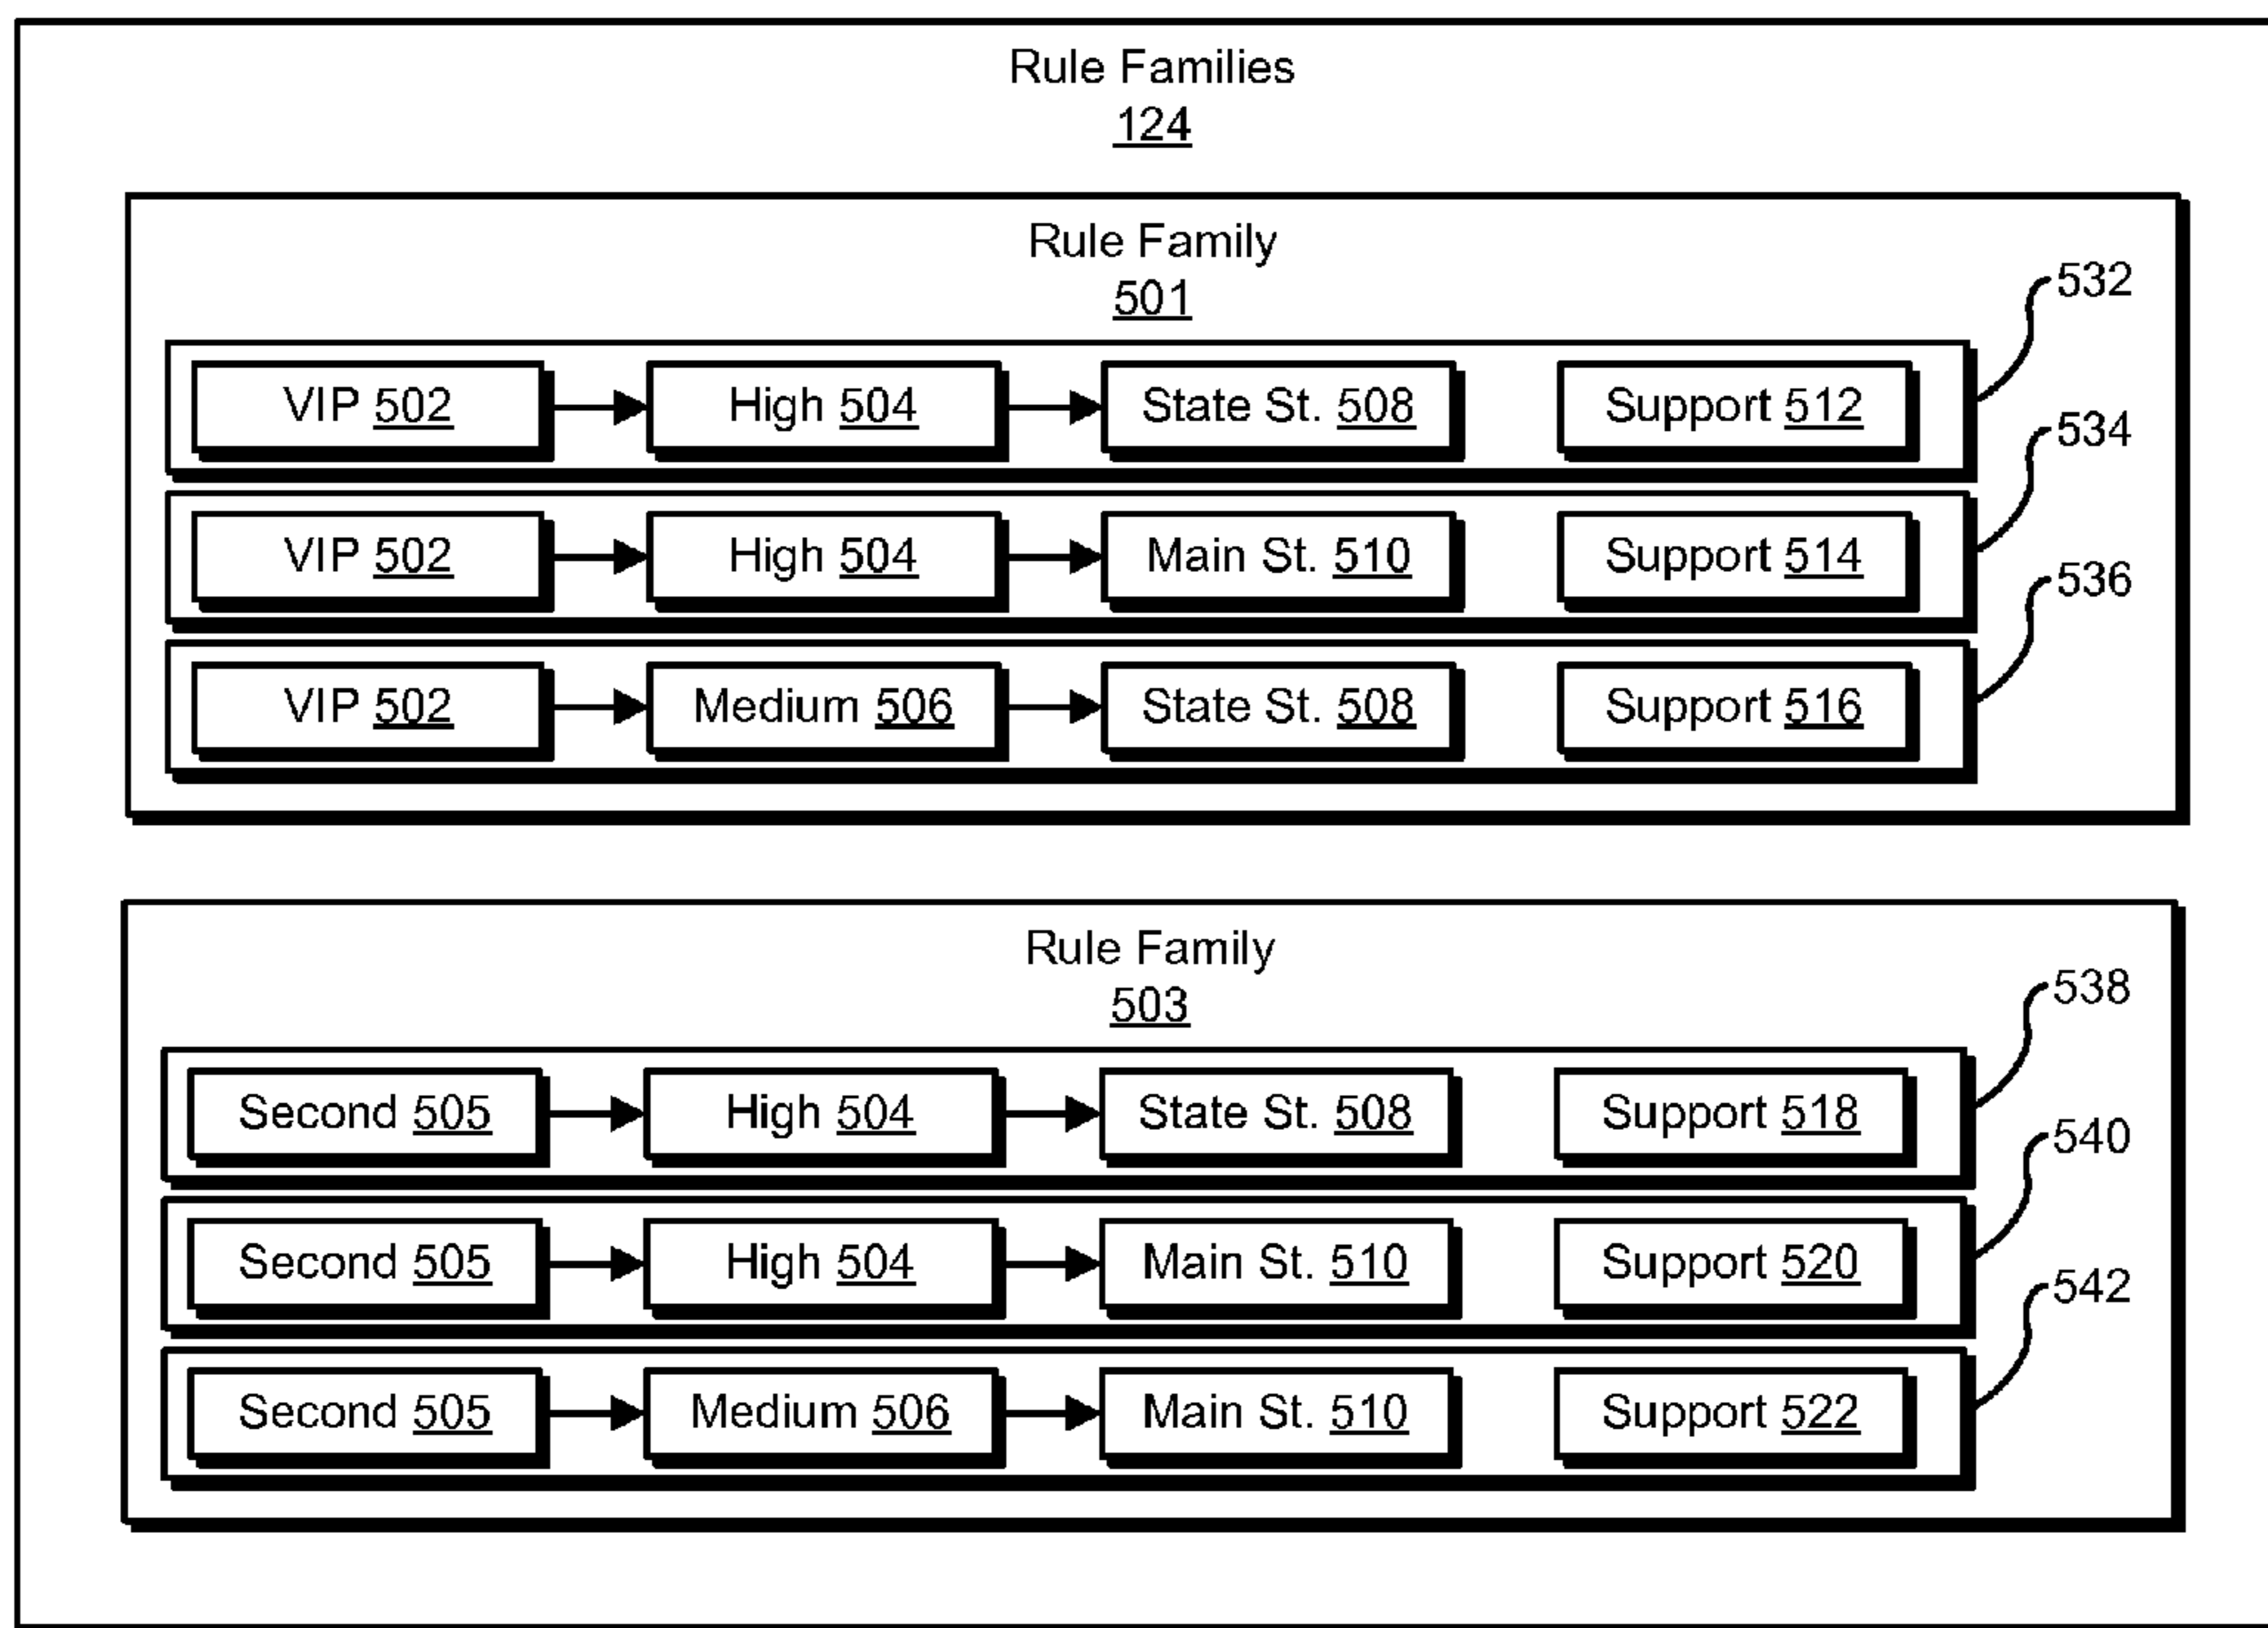 Rule Families
124
Rule Family
501
532
VIP 502 High 504 State St. 508 Support 512
534
VIP 502 High 504 Main St. 510 Support 514
536
VIP 502 Medium 506 State St. 508 Support 516
Rule Family
503
538
Second 505 High 504 State St. 508 Support 518
540
Second 505 High 504 Main St. 510 Support 520
542
Second 505 Medium 506 Main St. 510 Support 522